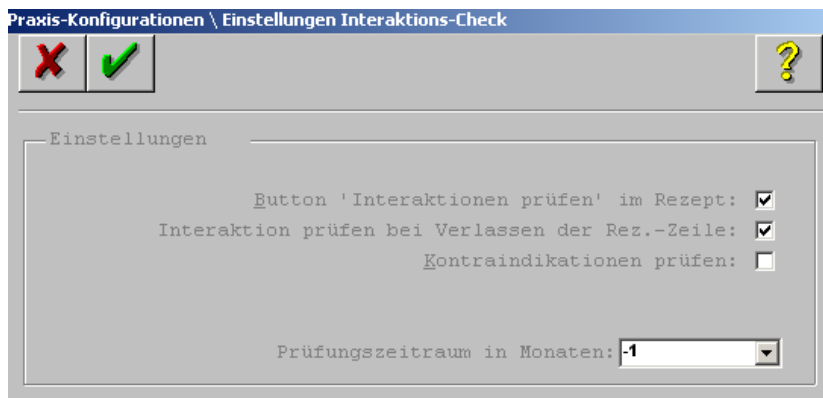 Praxis-Konfigurationen \ Einstellungen Interaktions-Check
Einstellungen
Button 'Interaktionen prüfen' im Rezept:
Interaktion prüfen bei Verlassen der Rez.-Zeile:
Kontraindikationen prüfen:
Prüfungszeitraum in Monaten: -1